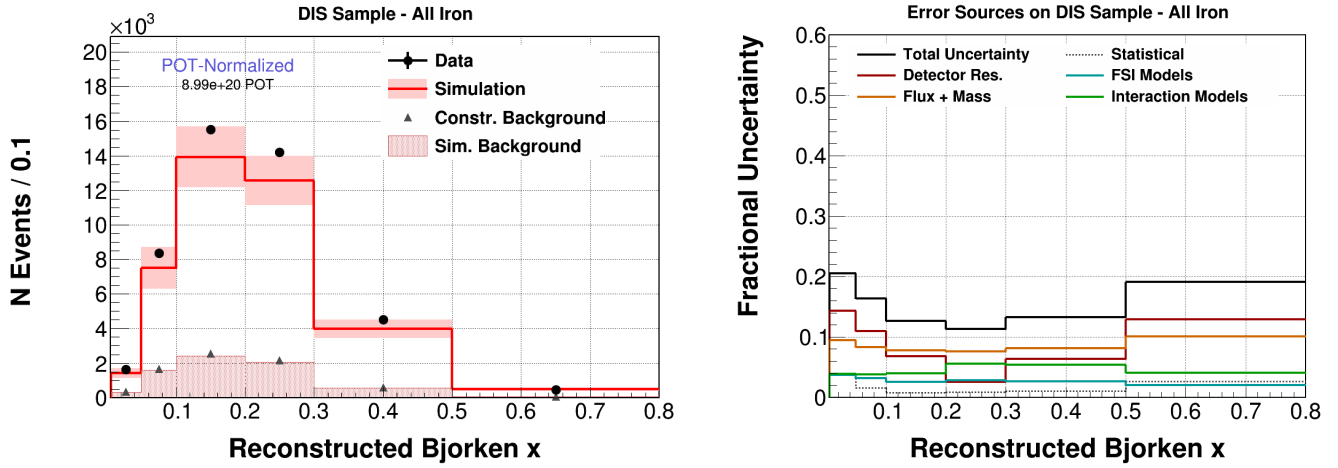 DIS Sample - All Iron
×10³
20
18
16
14
12
10
8
6
4
2
0
0.1 0.2 0.3 0.4 0.5 0.6 0.7 0.8
N Events / 0.1
Reconstructed Bjorken x
POT-Normalized
8.99e+20 POT
Data
Simulation
Constr. Background
Sim. Background
Error Sources on DIS Sample - All Iron
0.6
0.5
0.4
0.3
0.2
0.1
0
0.1 0.2 0.3 0.4 0.5 0.6 0.7 0.8
Fractional Uncertainty
Reconstructed Bjorken x
Total Uncertainty
Detector Res.
Flux + Mass
Statistical
FSI Models
Interaction Models